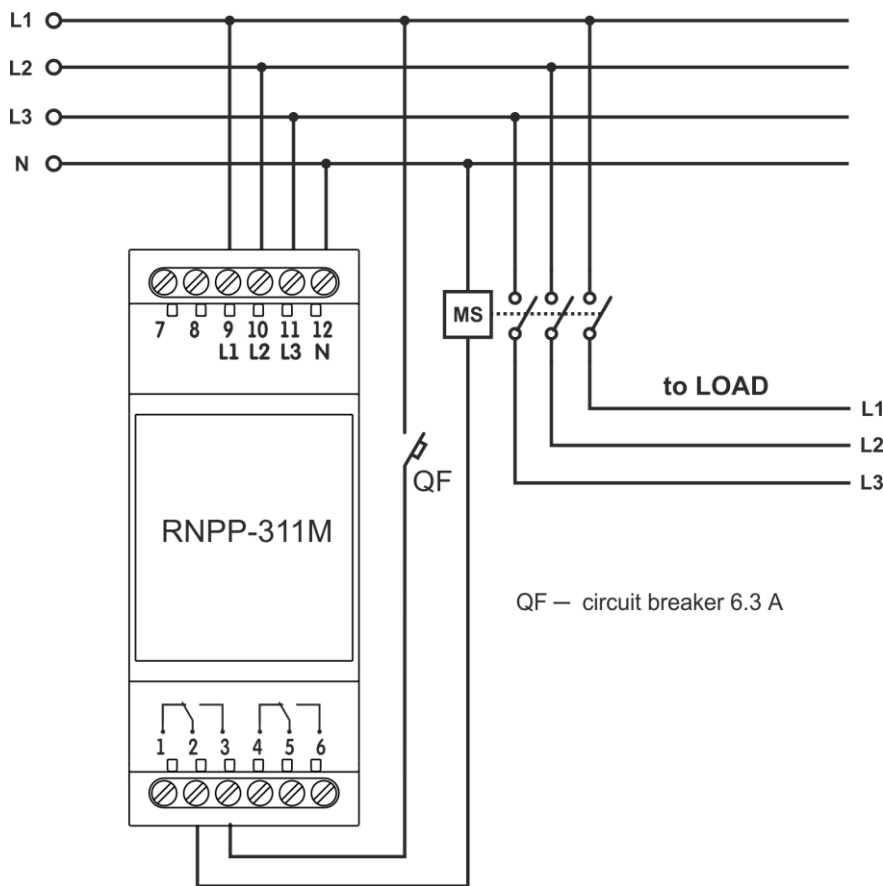 L1
L2
L3
N
7 8 9 10 11 12
L1 L2 L3 N
MS
to LOAD
L1
L2
L3
QF
RNPP-311M
QF — circuit breaker 6.3 A
1 2 3 4 5 6